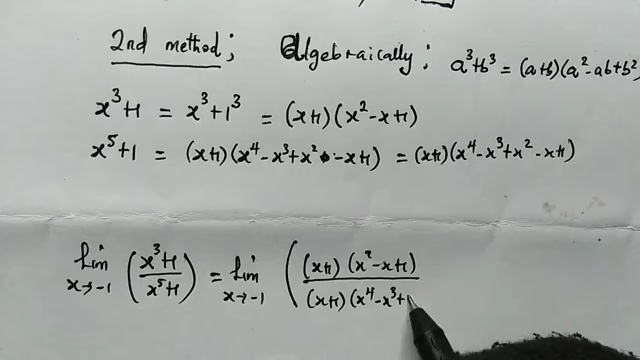 2nd method; Algebraically; a³+b³ = (a+b)(a²-ab+b²
x³+1 = x³+1³ = (x+1)(x²-x+1)
x⁵+1 = (x+1)(x⁴-x³+x²-x+1) = (x+1)(x⁴-x³+x²-x+1)
lim x→-1 (x³+1 / x⁵+1) = lim x→-1 ((x+1)(x²-x+1) / (x+1)(x⁴-x³+